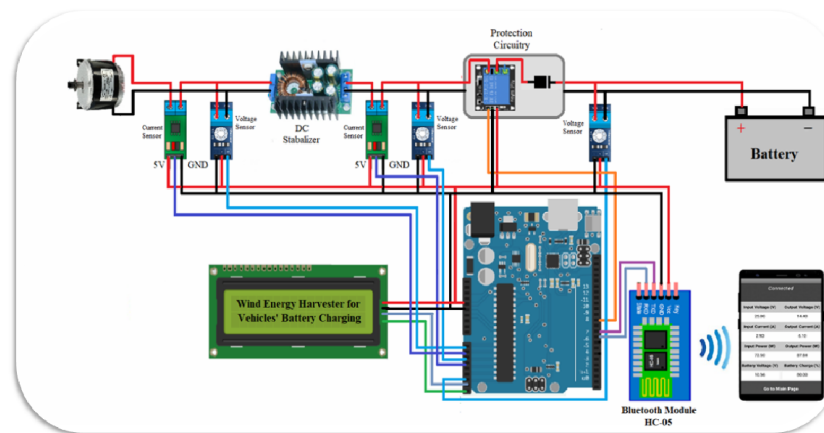 Protection
Circuitry
Current
Sensor
Voltage
Sensor
DC
Stabalizer
Current
Sensor
Voltage
Sensor
Voltage
Sensor
5V
GND
5V
GND
+
−
Battery
Wind Energy Harvester for
Vehicles' Battery Charging
Connected
Input Voltage (V)
Output Voltage (V)
Input Current (A)
Output Current (A)
Input Power (W)
Output Power (W)
Battery Voltage (V)
Battery Charge (%)
Go to Main Page
Bluetooth Module
HC-05